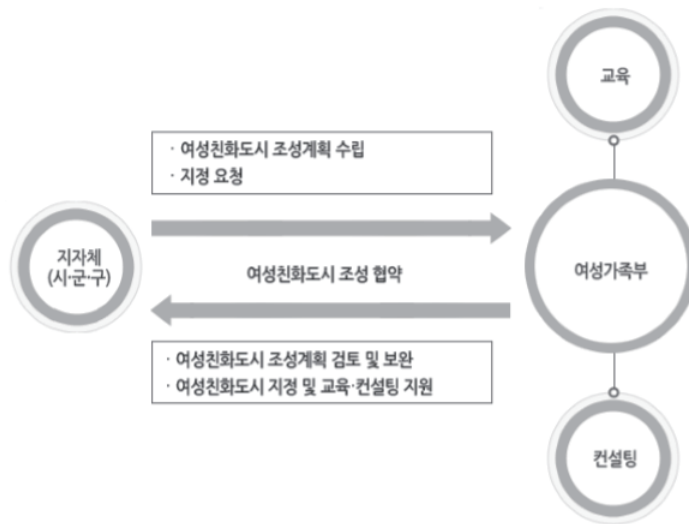 교육
· 여성친화도시 조성계획 수립
· 지정 요청
지자체
(시·군·구)
여성친화도시 조성 협약
여성가족부
· 여성친화도시 조성계획 검토 및 보완
· 여성친화도시 지정 및 교육·컨설팅 지원
컨설팅